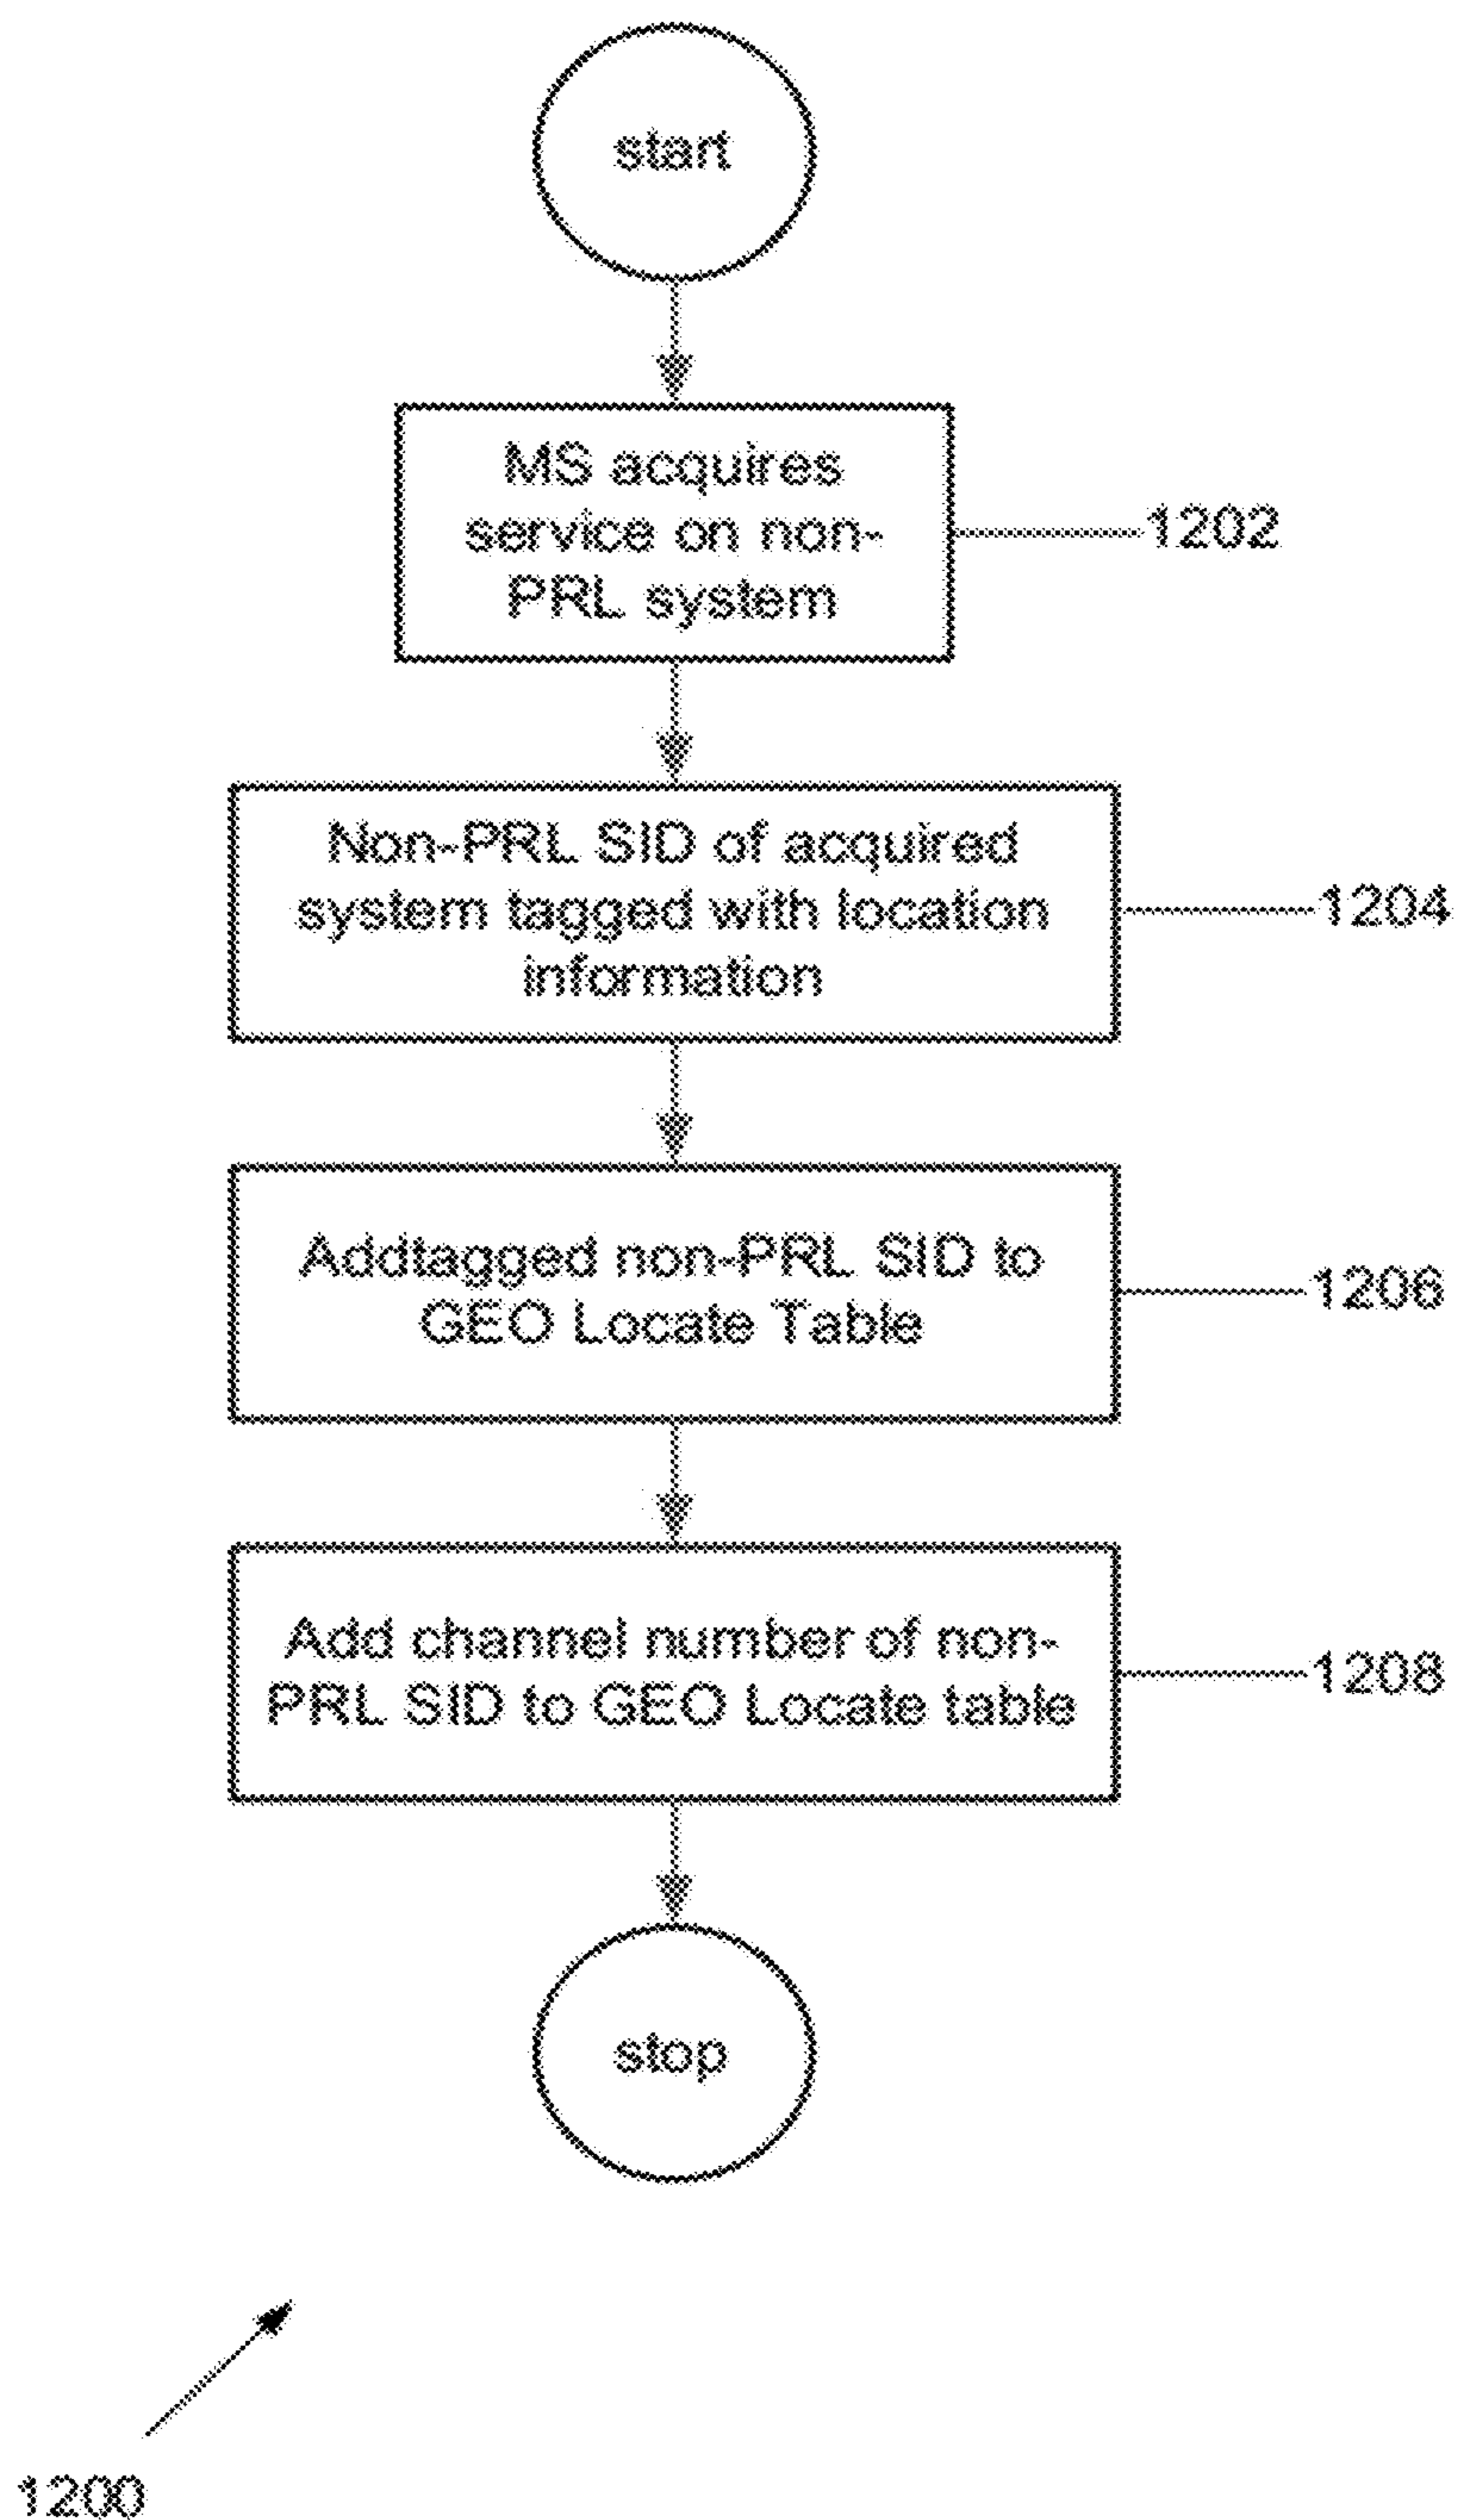 start
MS acquires
service on non-
PRL system
1202
Non-PRL SID of acquired
system tagged with location
information
1204
Addtagged non-PRL SID to
GEO Locate Table
1206
Add channel number of non-
PRL SID to GEO Locate table
1208
stop
1200